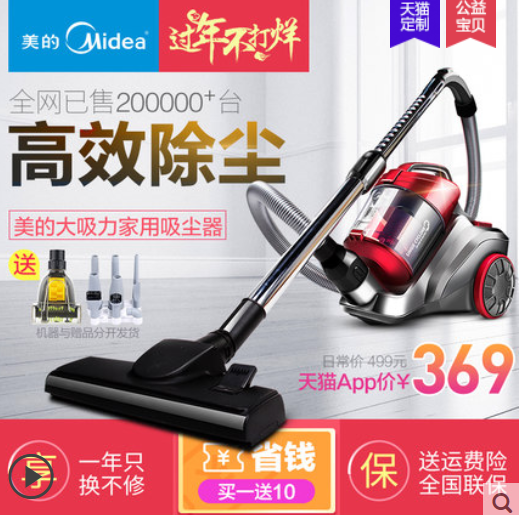 美的 Midea
过年不打烊
天猫
定制
公益
宝贝
全网已售200000+台
高效除尘
美的大吸力家用吸尘器
送
机器与赠品分开发货
日常价 499元
天猫App价¥369
享
一年只
换不修
省钱
买一送10
保
送运费险
全国联保